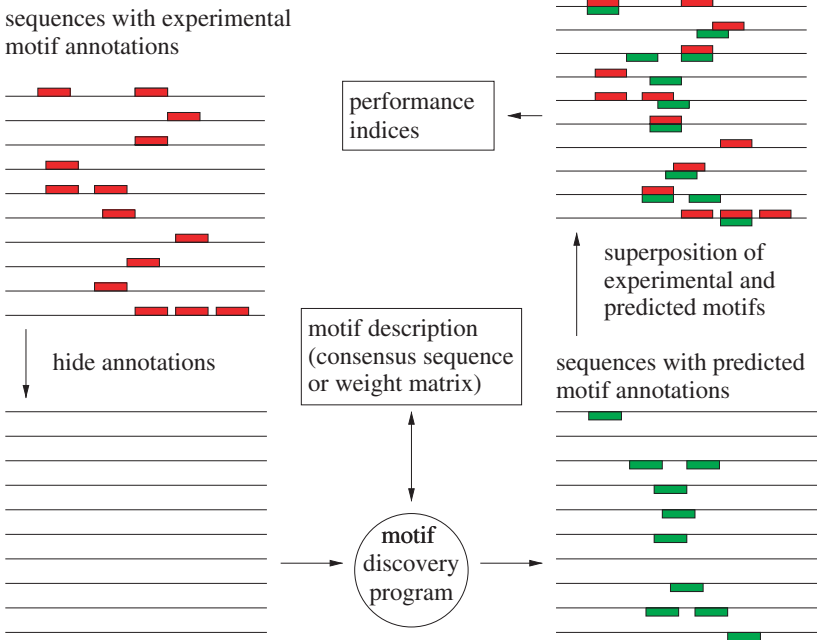 sequences with experimental
motif annotations
performance
indices
superposition of
experimental and
predicted motifs
hide annotations
motif description
(consensus sequence
or weight matrix)
sequences with predicted
motif annotations
motif
discovery
program